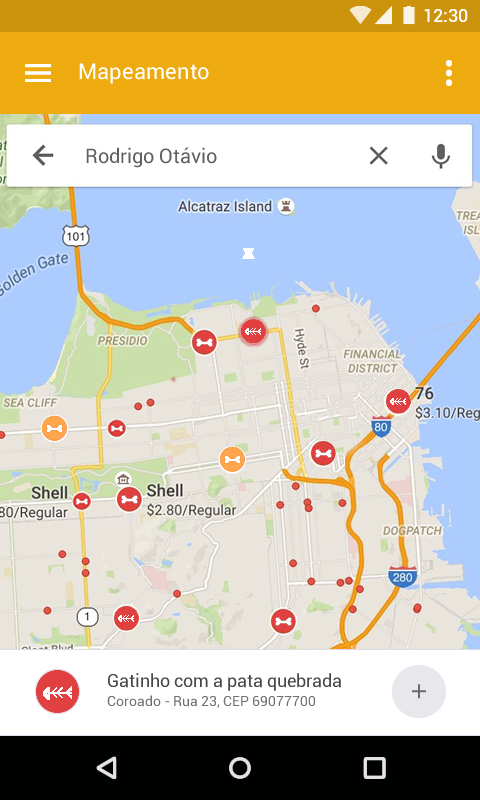 12:30
Mapeamento
Rodrigo Otávio
Alcatraz Island
101
Golden Gate
PRESIDIO
Hyde St
FINANCIAL
DISTRICT
SEA CLIFF
76
$3.10/Reg
80
Shell
80/Regular
Shell
$2.80/Regular
DOGPATCH
280
1
Gatinho com a pata quebrada
Coroado - Rua 23, CEP 69077700